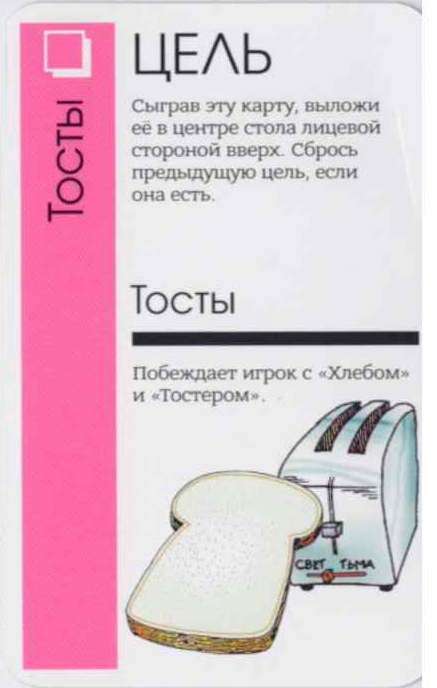 Тосты
ЦЕЛЬ
Сыграв эту карту, выложи
её в центре стола лицевой
стороной вверх. Сбрось
предыдущую цель, если
она есть.
Тосты
Побеждает игрок с «Хлебом»
и «Тостером».
СВЕТ ТЬМА